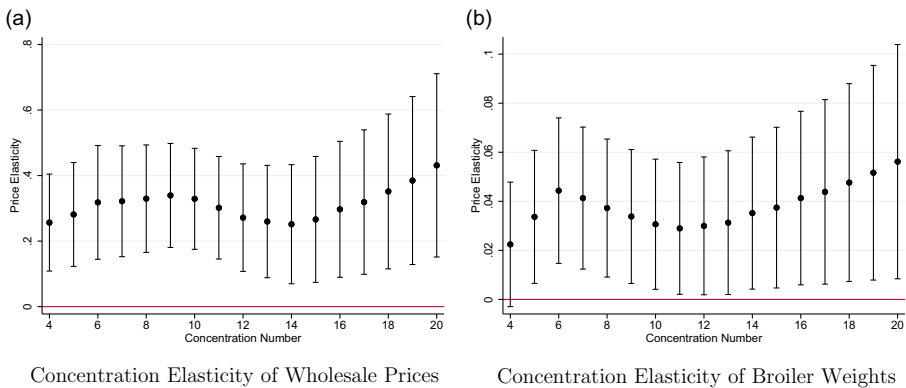 (a)
Price Elasticity
.8
.6
.4
.2
0
4 6 8 10 12 14 16 18 20
Concentration Number
Concentration Elasticity of Wholesale Prices
(b)
Price Elasticity
.1
.08
.06
.04
.02
0
4 6 8 10 12 14 16 18 20
Concentration Number
Concentration Elasticity of Broiler Weights